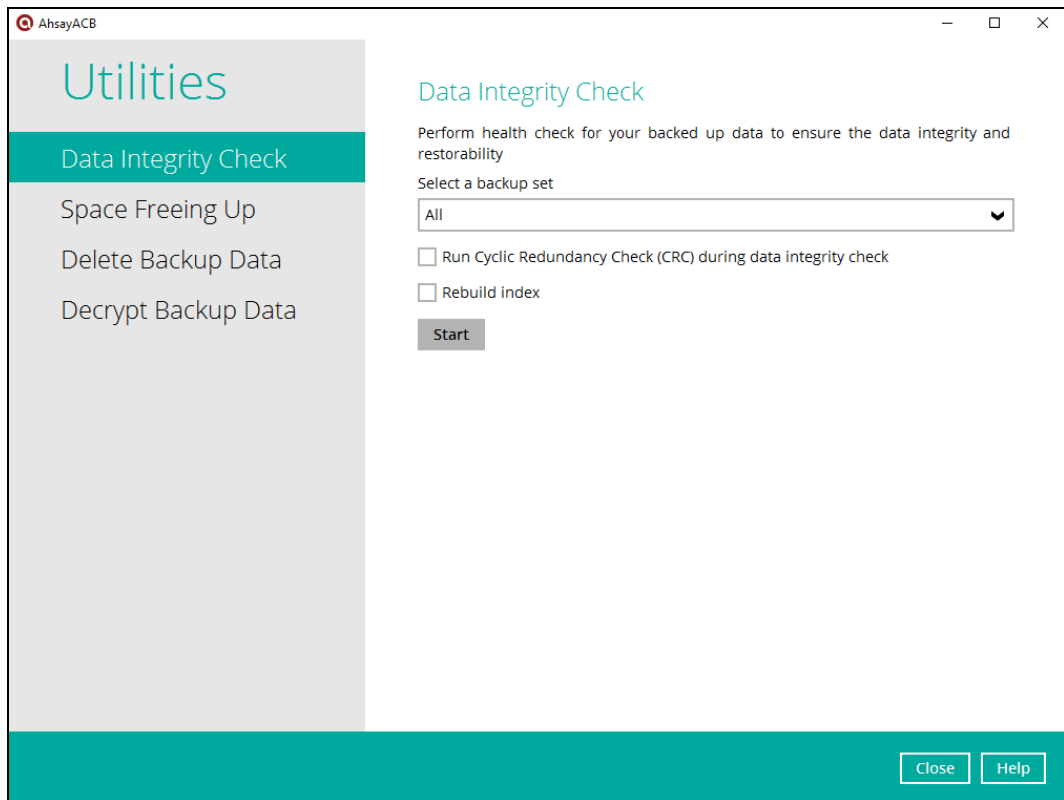 AhsayACB
Utilities
Data Integrity Check
Space Freeing Up
Delete Backup Data
Decrypt Backup Data
Data Integrity Check
Perform health check for your backed up data to ensure the data integrity and
restorability
Select a backup set
All
Run Cyclic Redundancy Check (CRC) during data integrity check
Rebuild index
Start
Close
Help